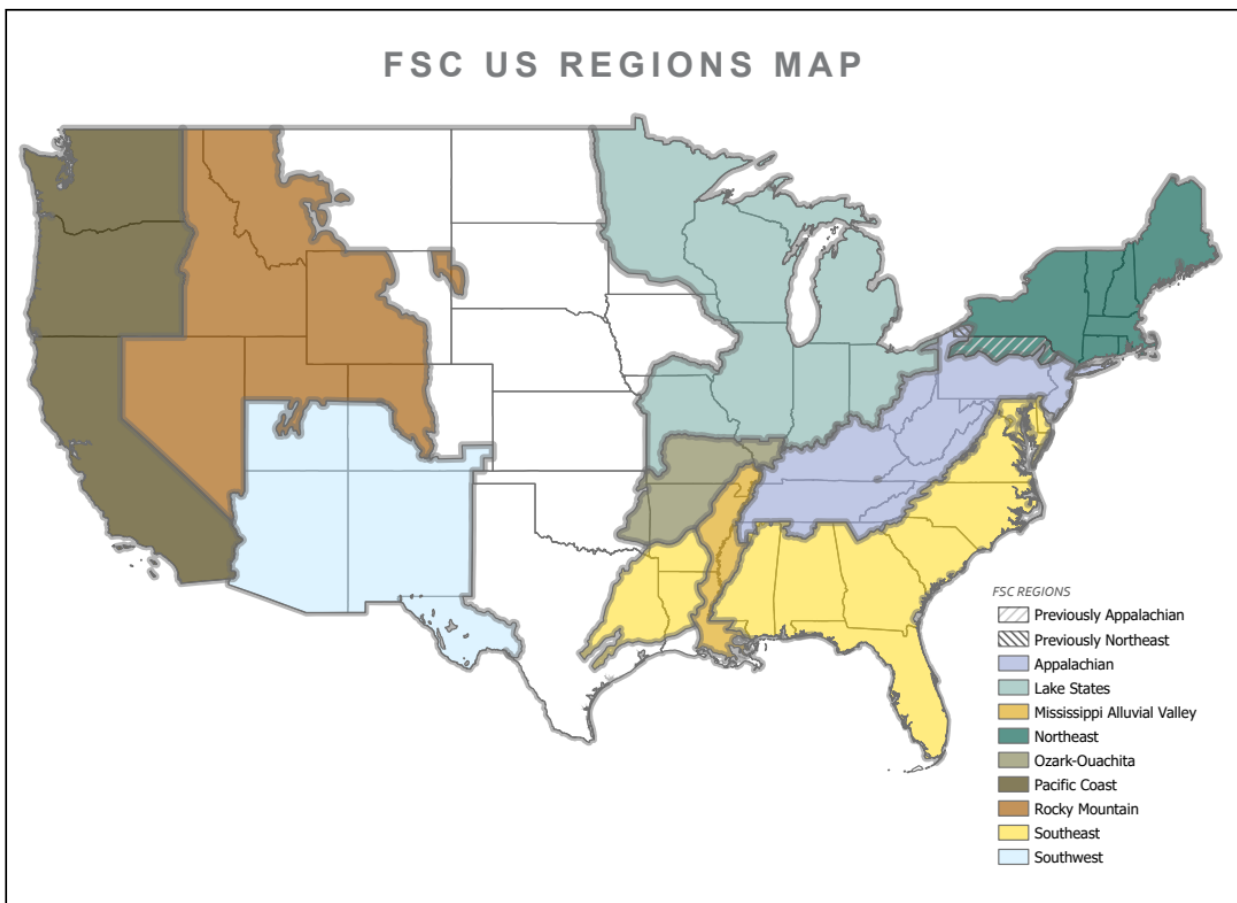 FSC US REGIONS MAP
FSC REGIONS
Previously Appalachian
Previously Northeast
Appalachian
Lake States
Mississippi Alluvial Valley
Northeast
Ozark-Ouachita
Pacific Coast
Rocky Mountain
Southeast
Southwest